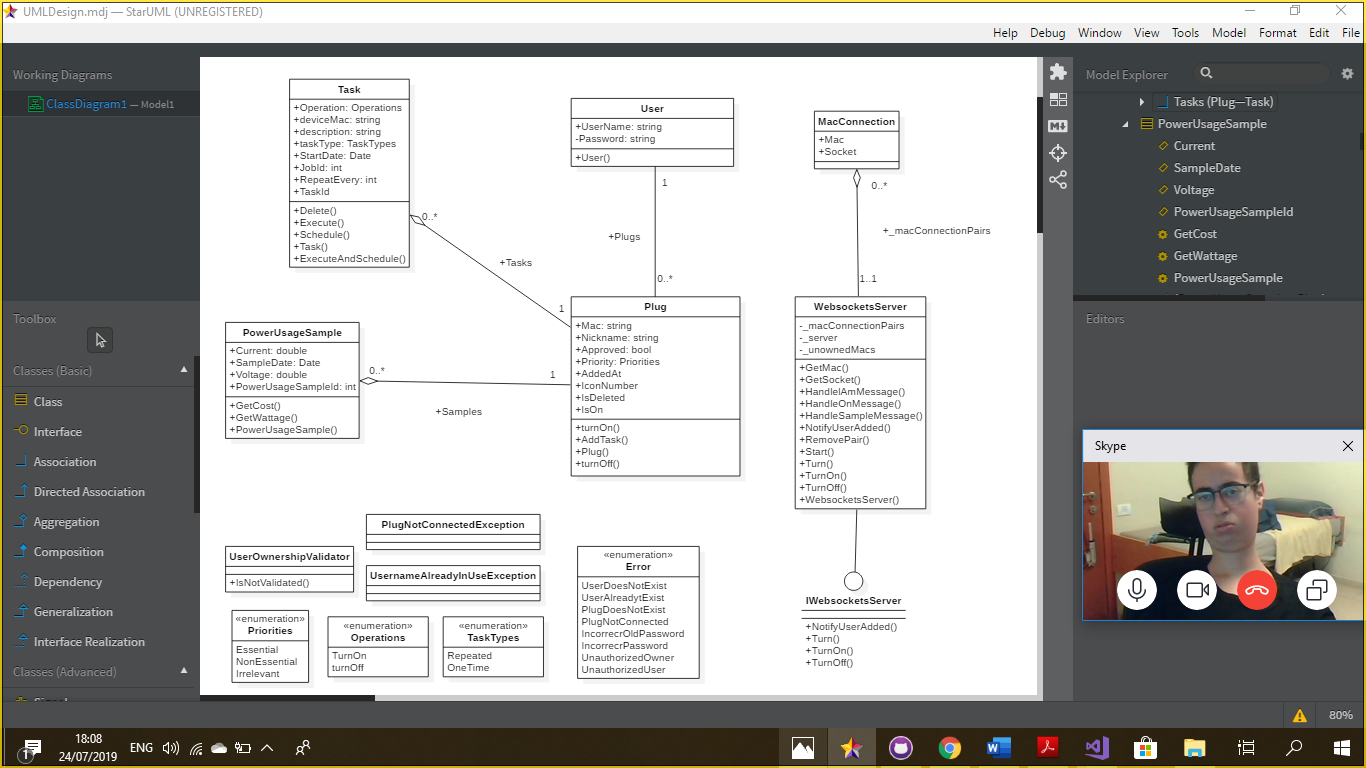 UMLDesign.mdj — StarUML (UNREGISTERED)
Help Debug Window View Tools Model Format Edit File
Working Diagrams
ClassDiagram1 — Model1
Toolbox
Classes (Basic)
Class
Interface
Association
Directed Association
Aggregation
Composition
Dependency
Generalization
Interface Realization
Classes (Advanced)
Task
+Operation: Operations
+deviceMac: string
+description: string
+taskType: TaskTypes
+StartDate: Date
+JobId: int
+RepeatEvery: int
+TaskId
+Delete()
+Execute()
+Schedule()
+Task()
+ExecuteAndSchedule()
0..*
+Tasks
1
User
+UserName: string
-Password: string
+User()
1
+Plugs
0..*
MacConnection
+Mac
+Socket
0..*
+_macConnectionPairs
1..1
PowerUsageSample
+Current: double
+SampleDate: Date
+Voltage: double
+PowerUsageSampleId: int
+GetCost()
+GetWattage()
+PowerUsageSample()
0..*
1
+Samples
Plug
+Mac: string
+Nickname: string
+Approved: bool
+Priority: Priorities
+AddedAt
+IconNumber
+IsDeleted
+IsOn
+turnOn()
+AddTask()
+Plug()
+turnOff()
WebsocketsServer
-_macConnectionPairs
-_server
-_unownedMacs
+GetMac()
+GetSocket()
+HandleIAmMessage()
+HandleOnMessage()
+HandleSampleMessage()
+NotifyUserAdded()
+RemovePair()
+Start()
+Turn()
+TurnOn()
+TurnOff()
+WebsocketsServer()
IWebsocketsServer
+NotifyUserAdded()
+Turn()
+TurnOn()
+TurnOff()
PlugNotConnectedException
UserOwnershipValidator
+IsNotValidated()
UsernameAlreadyInUseException
«enumeration»
Priorities
Essential
NonEssential
Irrelevant
«enumeration»
Operations
TurnOn
turnOff
«enumeration»
TaskTypes
Repeated
OneTime
«enumeration»
Error
UserDoesNotExist
UserAlreadytExist
PlugDoesNotExist
PlugNotConnected
IncorrecrOldPassword
IncorrecrPassword
UnauthorizedOwner
UnauthorizedUser
Model Explorer
Tasks (Plug—Task)
PowerUsageSample
Current
SampleDate
Voltage
PowerUsageSampleId
GetCost
GetWattage
PowerUsageSample
Editors
Skype
80%
1
18:08
24/07/2019
ENG